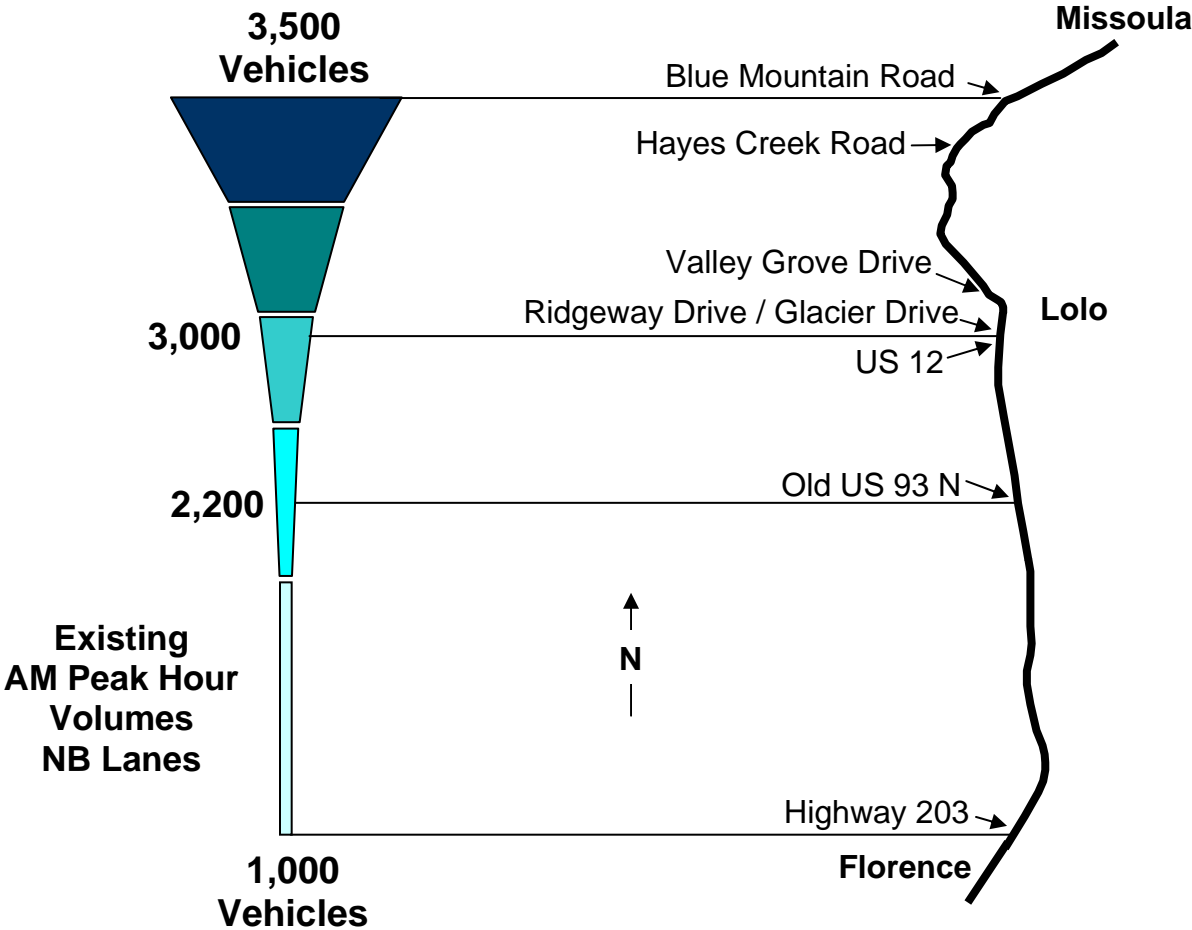 Missoula
3,500
Vehicles
Blue Mountain Road
Hayes Creek Road
Valley Grove Drive
Ridgeway Drive / Glacier Drive
Lolo
3,000
US 12
Old US 93 N
2,200
Existing
AM Peak Hour
Volumes
NB Lanes
N
Highway 203
Florence
1,000
Vehicles